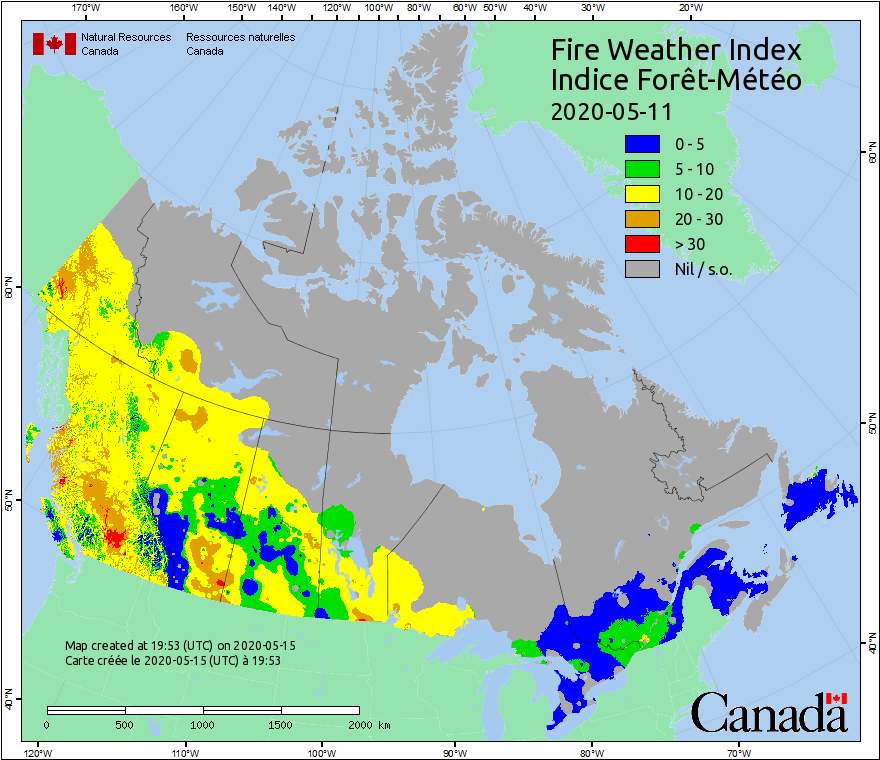 170°W 160°W 150°W 140°W 130°W 120°W 110°W 100°W 90°W 80°W 60°W 50°W 40°W 30°W 20°W
Natural Resources Ressources naturelles
Canada Canada
Fire Weather Index
Indice Forêt-Météo
2020-05-11
0 - 5
5 - 10
10 - 20
20 - 30
> 30
Nil / s.o.
60°N
60°N
50°N
50°N
40°N
40°N
Map created at 19:53 (UTC) on 2020-05-15
Carte créée le 2020-05-15 (UTC) à 19:53
0 500 1000 1500 2000 km
Canada
120°W 110°W 100°W 90°W 80°W 70°W